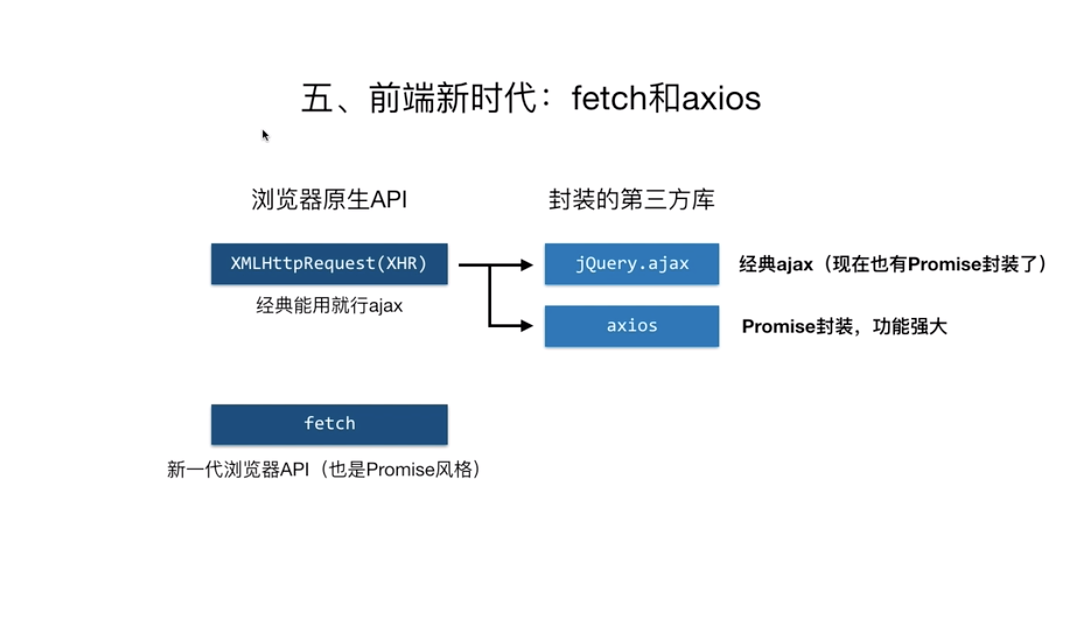 五、前端新时代：fetch和axios
浏览器原生API
封装的第三方库
XMLHttpRequest(XHR)
jQuery.ajax
经典ajax（现在也有Promise封装了）
经典能用就行ajax
axios
Promise封装，功能强大
fetch
新一代浏览器API（也是Promise风格）